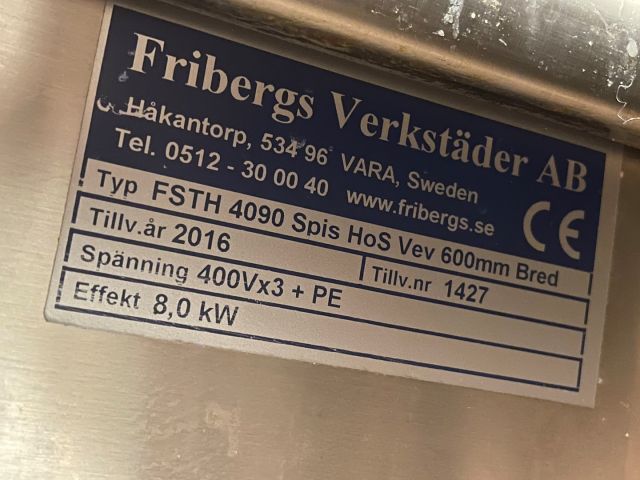 Fribergs Verkstäder AB
Håkantorp, 534 96 VARA, Sweden
Tel. 0512 - 30 00 40 www.fribergs.se
CE
Typ FSTH 4090 Spis HoS Vev 600mm Bred
Tillv.år 2016 Tillv.nr 1427
Spänning 400Vx3 + PE
Effekt 8,0 kW